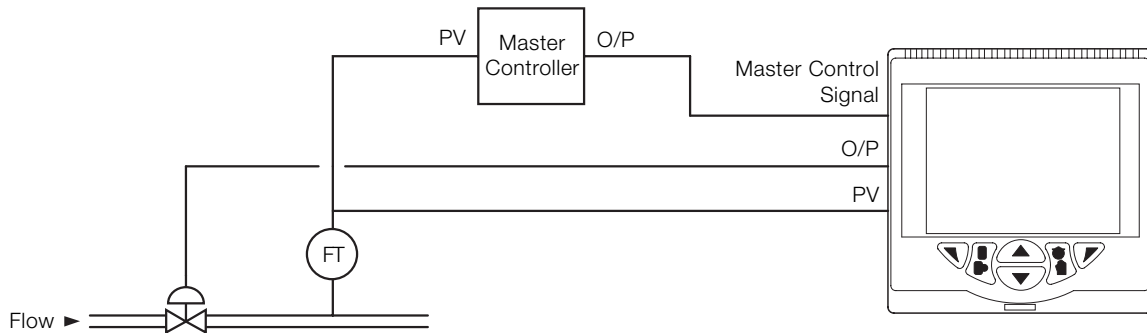 PV
Master
Controller
O/P
Master Control
Signal
O/P
PV
FT
Flow ►